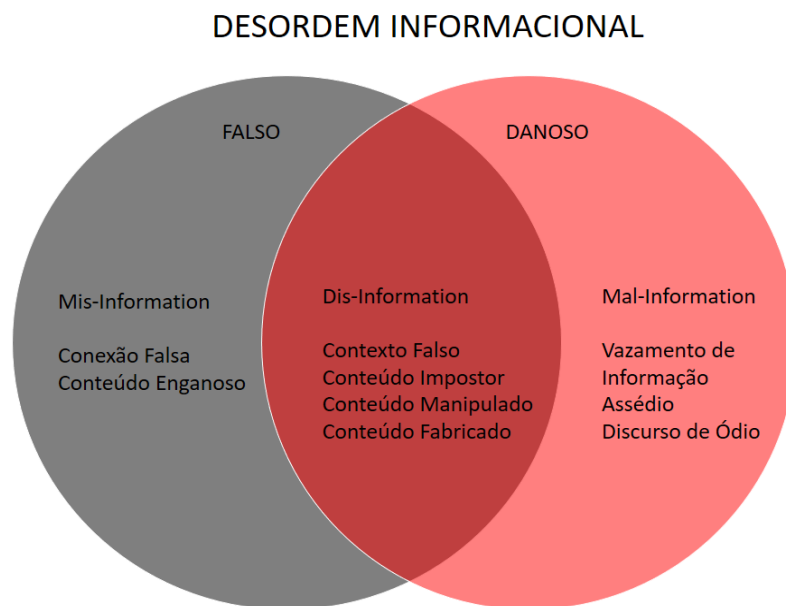 DESORDEM INFORMACIONAL
FALSO
DANOSO
Mis-Information
Conexão Falsa
Conteúdo Enganoso
Dis-Information
Contexto Falso
Conteúdo Impostor
Conteúdo Manipulado
Conteúdo Fabricado
Mal-Information
Vazamento de
Informação
Assédio
Discurso de Ódio